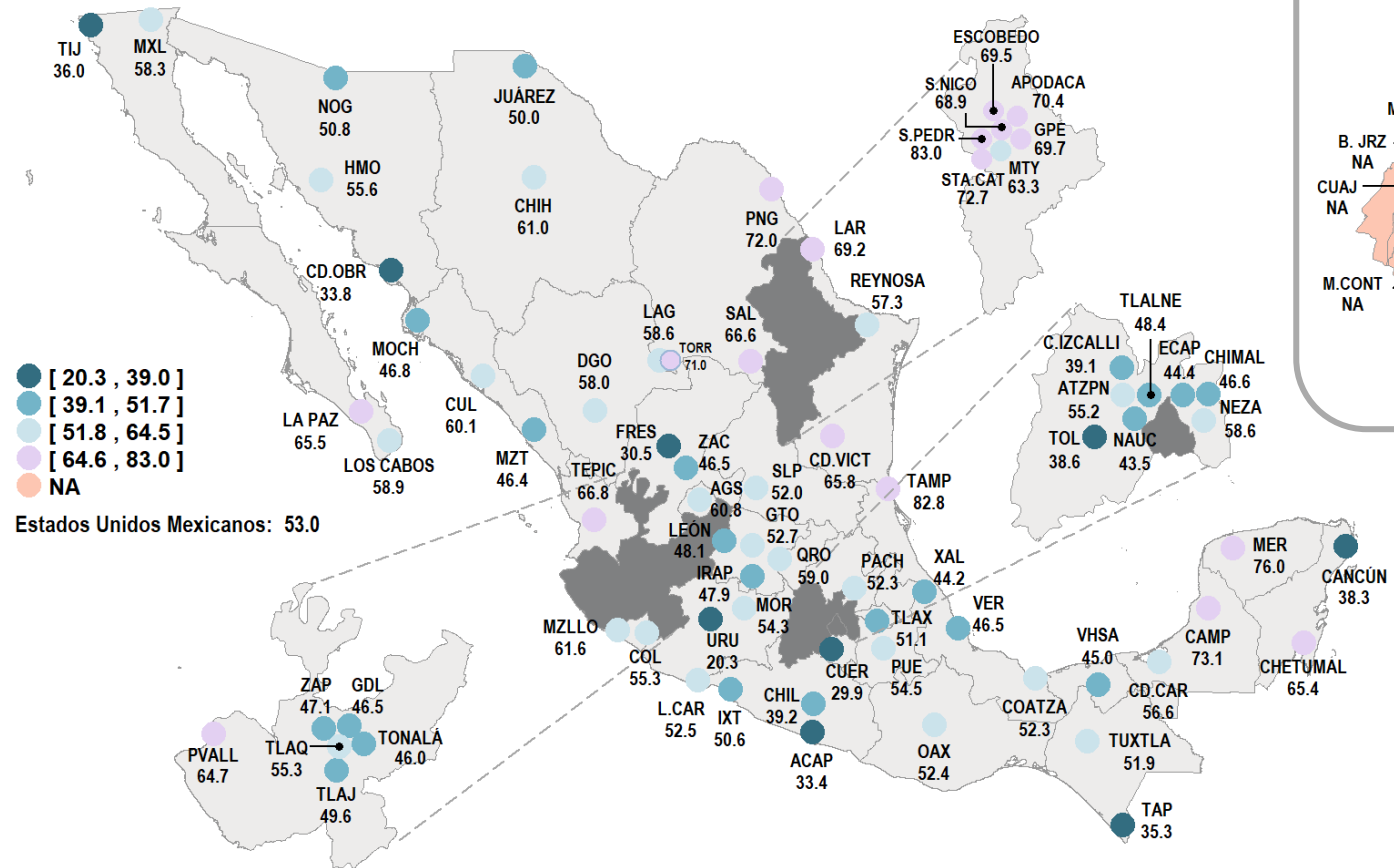 TIJ
36.0
MXL
58.3
NOG
50.8
JUÁREZ
50.0
HMO
55.6
CHIH
61.0
CD.OBR
33.8
MOCH
46.8
LA PAZ
65.5
LOS CABOS
58.9
CUL
60.1
MZT
46.4
DGO
58.0
LAG
58.6
TORR
71.0
SAL
66.6
PNG
72.0
LAR
69.2
REYNOSA
57.3
ESCOBEDO
69.5
S.NICO
68.9
APODACA
70.4
S.PEDR
83.0
GPE
69.7
STA.CAT
72.7
MTY
63.3
B. JRZ
NA
CUAJ
NA
M.CONT
NA
[ 20.3 , 39.0 ]
[ 39.1 , 51.7 ]
[ 51.8 , 64.5 ]
[ 64.6 , 83.0 ]
NA
Estados Unidos Mexicanos: 53.0
FRES
30.5
ZAC
46.5
TEPIC
66.8
AGS
60.8
SLP
52.0
CD.VICT
65.8
TAMP
82.8
LEÓN
48.1
GTO
52.7
QRO
59.0
IRAP
47.9
PACH
52.3
XAL
44.2
MOR
54.3
URU
20.3
TLAX
51.1
VER
46.5
MZLLO
61.6
COL
55.3
CUER
29.9
PUE
54.5
L.CAR
52.5
IXT
50.6
CHIL
39.2
ACAP
33.4
OAX
52.4
COATZA
52.3
VHSA
45.0
CD.CAR
56.6
TUXTLA
51.9
TAP
35.3
MER
76.0
CANCÚN
38.3
CAMP
73.1
CHETUMAL
65.4
TLALNE
48.4
C.IZCALLI
39.1
ECAP
44.4
CHIMAL
46.6
ATZPN
55.2
NEZA
58.6
TOL
38.6
NAUC
43.5
ZAP
47.1
GDL
46.5
PVALL
64.7
TLAQ
55.3
TONALÁ
46.0
TLAJ
49.6